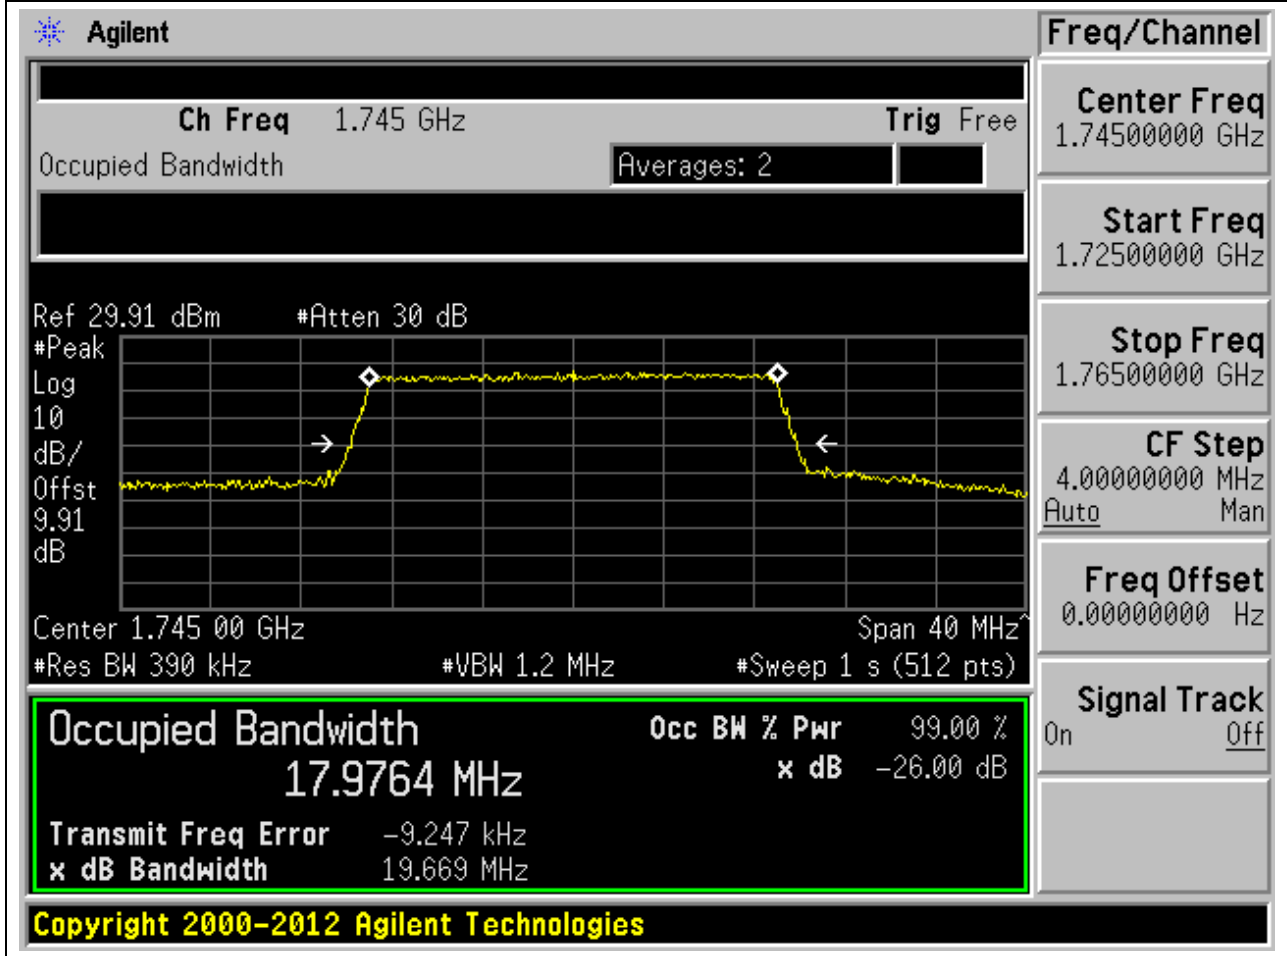 Agilent
Freq/Channel
Ch Freq 1.745 GHz Trig Free
Occupied Bandwidth Averages: 2
Center Freq
1.74500000 GHz
Start Freq
1.72500000 GHz
Stop Freq
1.76500000 GHz
CF Step
4.00000000 MHz
Auto Man
Freq Offset
0.00000000 Hz
Signal Track
On Off
Ref 29.91 dBm #Atten 30 dB
#Peak
Log
10
dB/
Offst
9.91
dB
Center 1.745 00 GHz Span 40 MHz^
#Res BW 390 kHz #VBW 1.2 MHz #Sweep 1 s (512 pts)
Occupied Bandwidth Occ BW % Pwr 99.00 %
17.9764 MHz x dB -26.00 dB
Transmit Freq Error -9.247 kHz
x dB Bandwidth 19.669 MHz
Copyright 2000-2012 Agilent Technologies